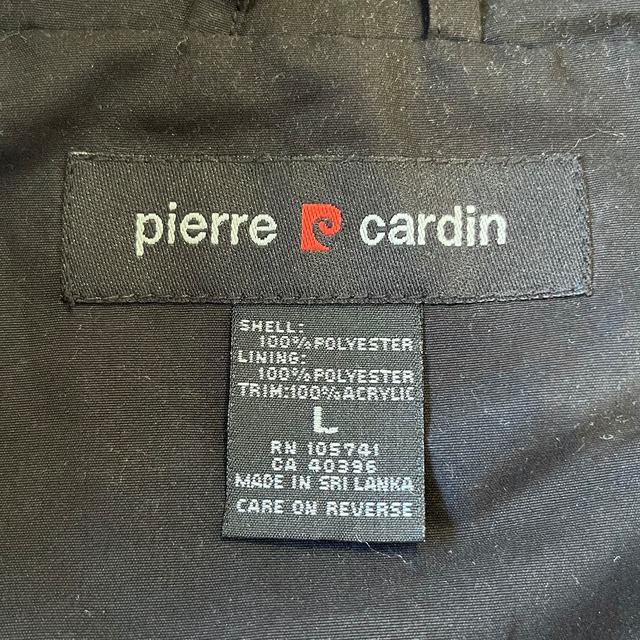 pierre cardin
SHELL:
100% POLYESTER
LINING:
100% POLYESTER
TRIM:100% ACRYLIC
L
RN 105741
CA 40396
MADE IN SRI LANKA
CARE ON REVERSE